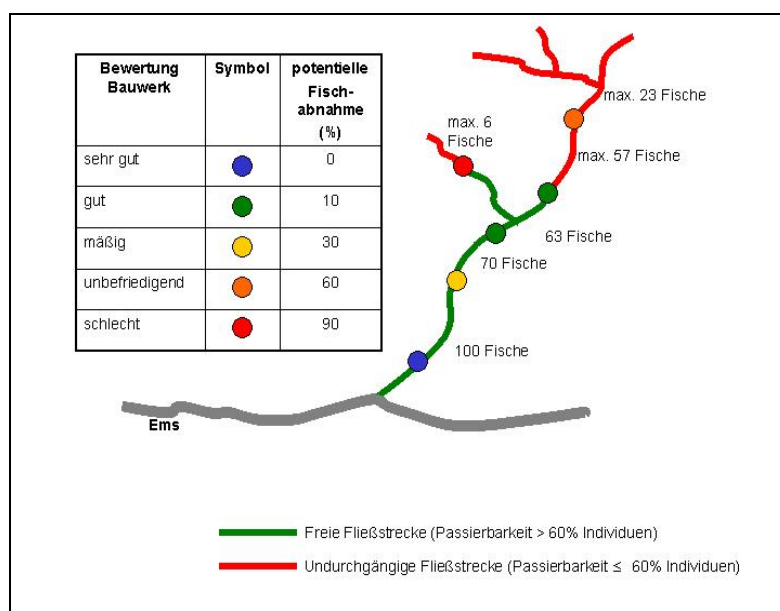 Bewertung Bauwerk
Symbol
potentielle Fisch-
abnahme
(%)
sehr gut
0
gut
10
mäßig
30
unbefriedigend
60
schlecht
90
max. 23 Fische
max. 6
Fische
max. 57 Fische
63 Fische
70 Fische
100 Fische
Ems
Freie Fließstrecke (Passierbarkeit > 60% Individuen)
Undurchgängige Fließstrecke (Passierbarkeit ≤ 60% Individuen)